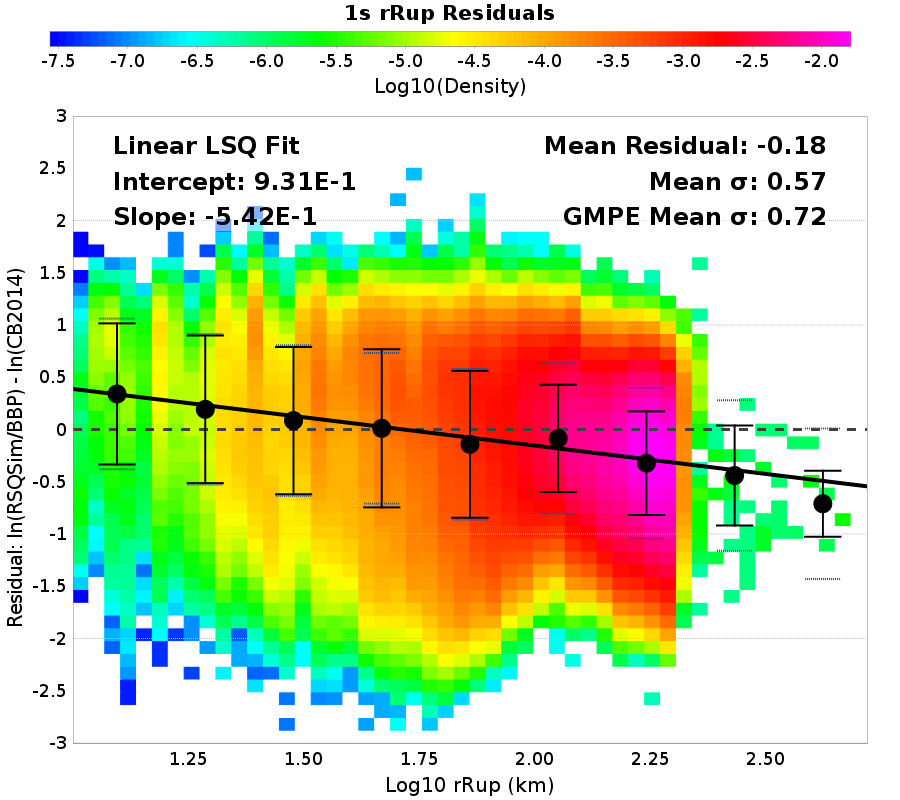 1s rRup Residuals
-7.5 -7.0 -6.5 -6.0 -5.5 -5.0 -4.5 -4.0 -3.5 -3.0 -2.5 -2.0
Log10(Density)
Linear LSQ Fit
Intercept: 9.31E-1
Slope: -5.42E-1
Mean Residual: -0.18
Mean σ: 0.57
GMPE Mean σ: 0.72
Residual: ln(RSQSim/BBP) - ln(CB2014)
3
2.5
2
1.5
1
0.5
0
-0.5
-1
-1.5
-2
-2.5
-3
1.25 1.50 1.75 2.00 2.25 2.50
Log10 rRup (km)